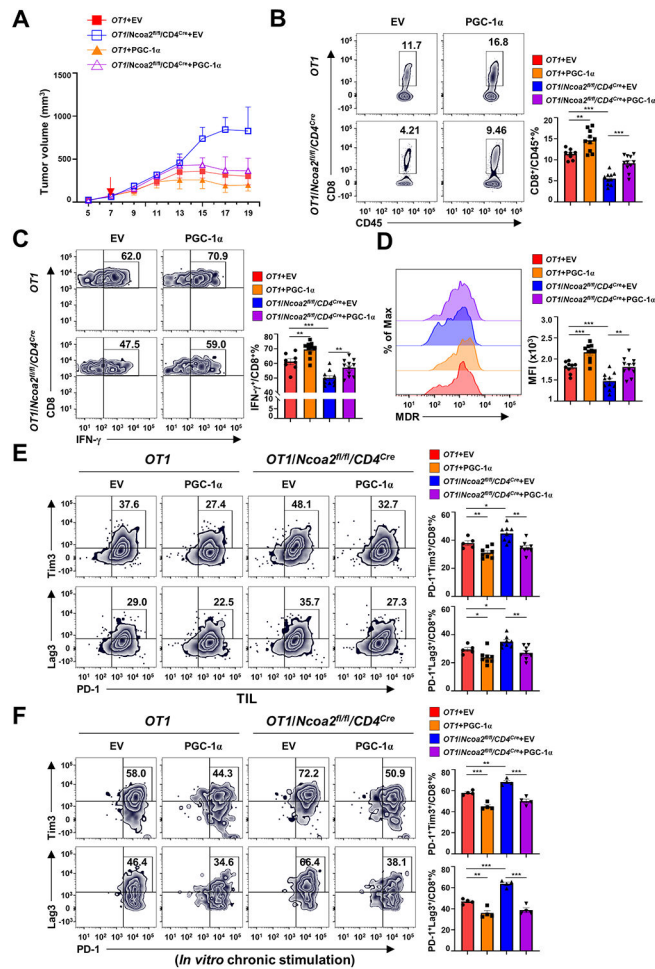 A
OT1+EV
OT1/Ncoa2fl/fl/CD4Cre+EV
OT1+PGC-1α
OT1/Ncoa2fl/fl/CD4Cre+PGC-1α
Tumor volume (mm³)
1500
1000
500
0
5 7 9 11 13 15 17 19
B
EV PGC-1α
OT1
11.7 16.8
OT1/Ncoa2fl/fl/CD4Cre
4.21 9.46
CD8
CD45
OT1+EV
OT1+PGC-1α
OT1/Ncoa2fl/fl/CD4Cre+EV
OT1/Ncoa2fl/fl/CD4Cre+PGC-1α
CD8+/CD45+%
20
15
10
5
0
*** ** ***
C
EV PGC-1α
OT1
62.0 70.9
OT1/Ncoa2fl/fl/CD4Cre
47.5 59.0
CD8
IFN-γ
OT1+EV
OT1+PGC-1α
OT1/Ncoa2fl/fl/CD4Cre+EV
OT1/Ncoa2fl/fl/CD4Cre+PGC-1α
IFN-γ+/CD8+%
*** ** **
D
% of Max
MDR
OT1+EV
OT1+PGC-1α
OT1/Ncoa2fl/fl/CD4Cre+EV
OT1/Ncoa2fl/fl/CD4Cre+PGC-1α
MFI (x10³)
*** *** **
E
OT1 OT1/Ncoa2fl/fl/CD4Cre
EV PGC-1α EV PGC-1α
37.6 27.4 48.1 32.7
Tim3
29.0 22.5 35.7 27.3
Lag3
PD-1
TIL
OT1+EV
OT1+PGC-1α
OT1/Ncoa2fl/fl/CD4Cre+EV
OT1/Ncoa2fl/fl/CD4Cre+PGC-1α
PD-1+Tim3+/CD8+%
* ** **
PD-1+Lag3+/CD8+%
* * **
F
OT1 OT1/Ncoa2fl/fl/CD4Cre
EV PGC-1α EV PGC-1α
58.0 44.3 72.2 50.9
Tim3
46.4 34.6 66.4 38.1
Lag3
PD-1
(In vitro chronic stimulation)
OT1+EV
OT1+PGC-1α
OT1/Ncoa2fl/fl/CD4Cre+EV
OT1/Ncoa2fl/fl/CD4Cre+PGC-1α
PD-1+Tim3+/CD8+%
** *** ***
PD-1+Lag3+/CD8+%
*** ** ***